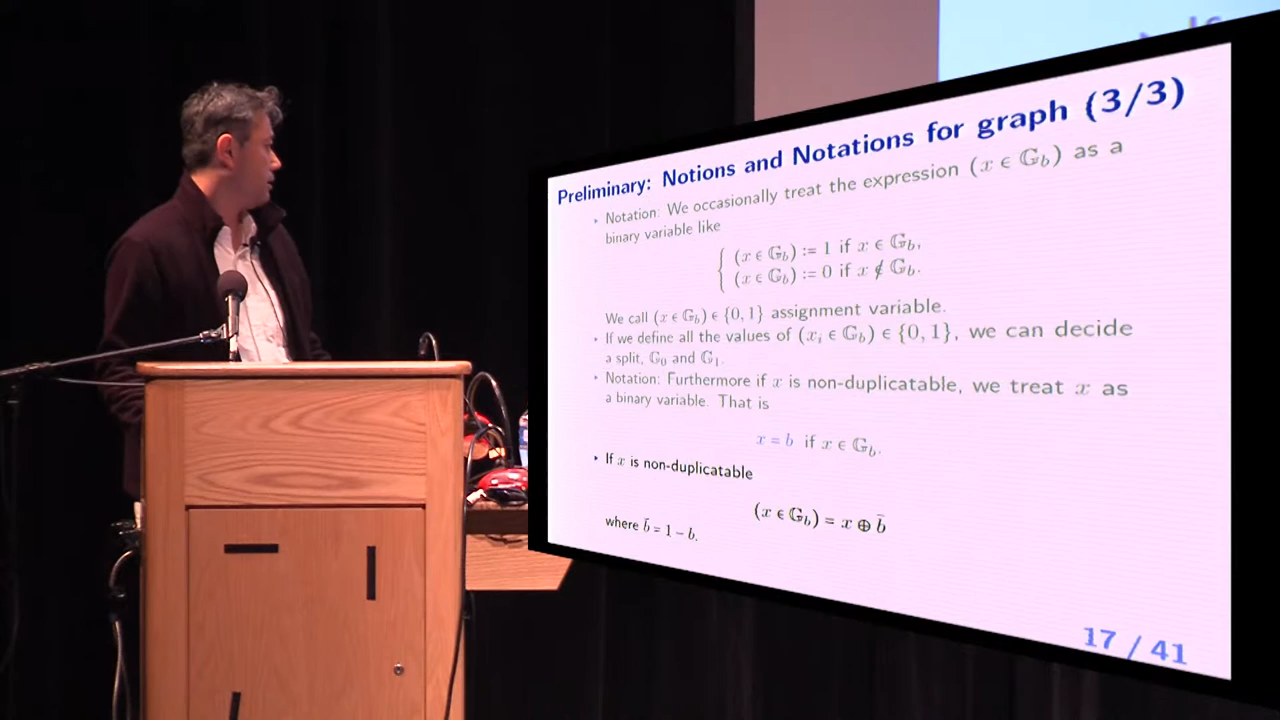 Preliminary: Notions and Notations for graph (3/3)
Notation: We occasionally treat the expression (x ∈ 𝔾_b) as a
binary variable like
(x ∈ 𝔾_b) := 1 if x ∈ 𝔾_b,
(x ∈ 𝔾_b) := 0 if x ∉ 𝔾_b.
We call (x ∈ 𝔾_b) ∈ {0, 1} assignment variable.
If we define all the values of (x_i ∈ 𝔾_b) ∈ {0, 1}, we can decide
a split, 𝔾_0 and 𝔾_1.
Notation: Furthermore if x is non-duplicatable, we treat x as
a binary variable. That is
x = b if x ∈ 𝔾_b.
If x is non-duplicatable
(x ∈ 𝔾_b) = x ⊕ b̄
where b̄ = 1 − b.
17 / 41